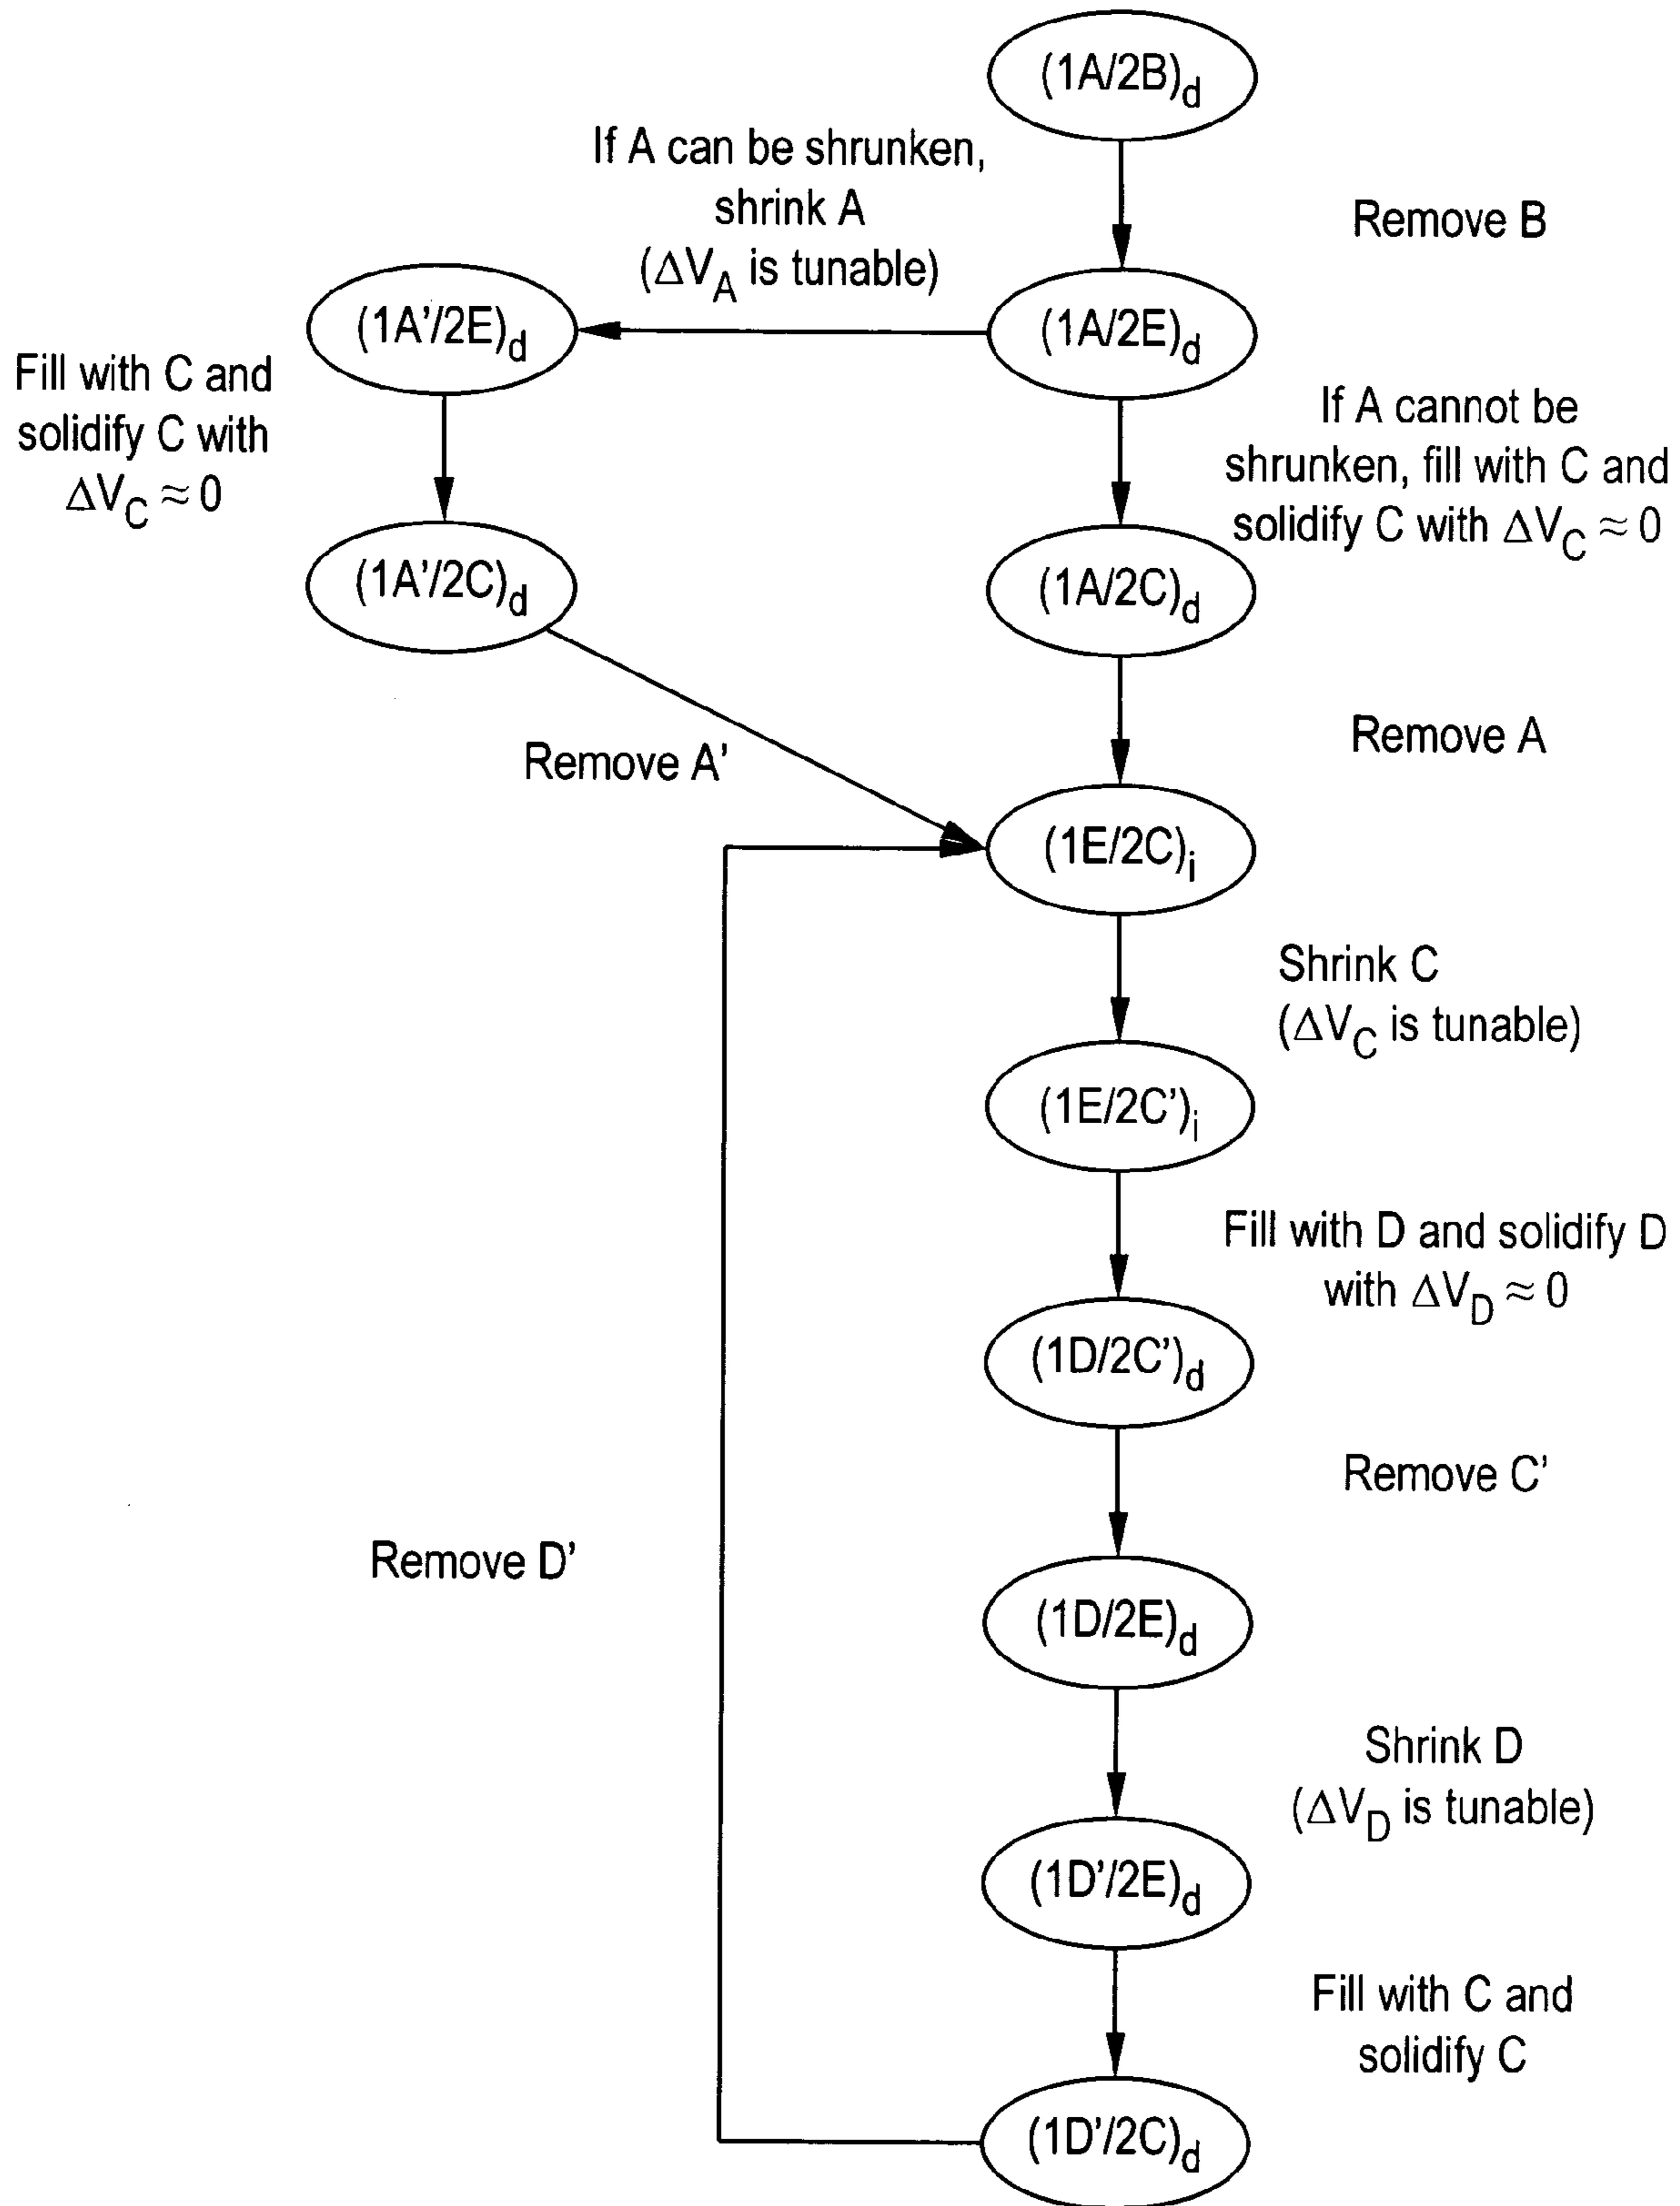 (1A/2B)d
If A can be shrunken,
shrink A
(ΔVA is tunable)
Remove B
(1A'/2E)d
(1A/2E)d
Fill with C and
solidify C with
ΔVC ≈ 0
If A cannot be
shrunken, fill with C and
solidify C with ΔVC ≈ 0
(1A'/2C)d
(1A/2C)d
Remove A'
Remove A
(1E/2C)i
Shrink C
(ΔVC is tunable)
(1E/2C')i
Fill with D and solidify D
with ΔVD ≈ 0
(1D/2C')d
Remove C'
Remove D'
(1D/2E)d
Shrink D
(ΔVD is tunable)
(1D'/2E)d
Fill with C and
solidify C
(1D'/2C)d